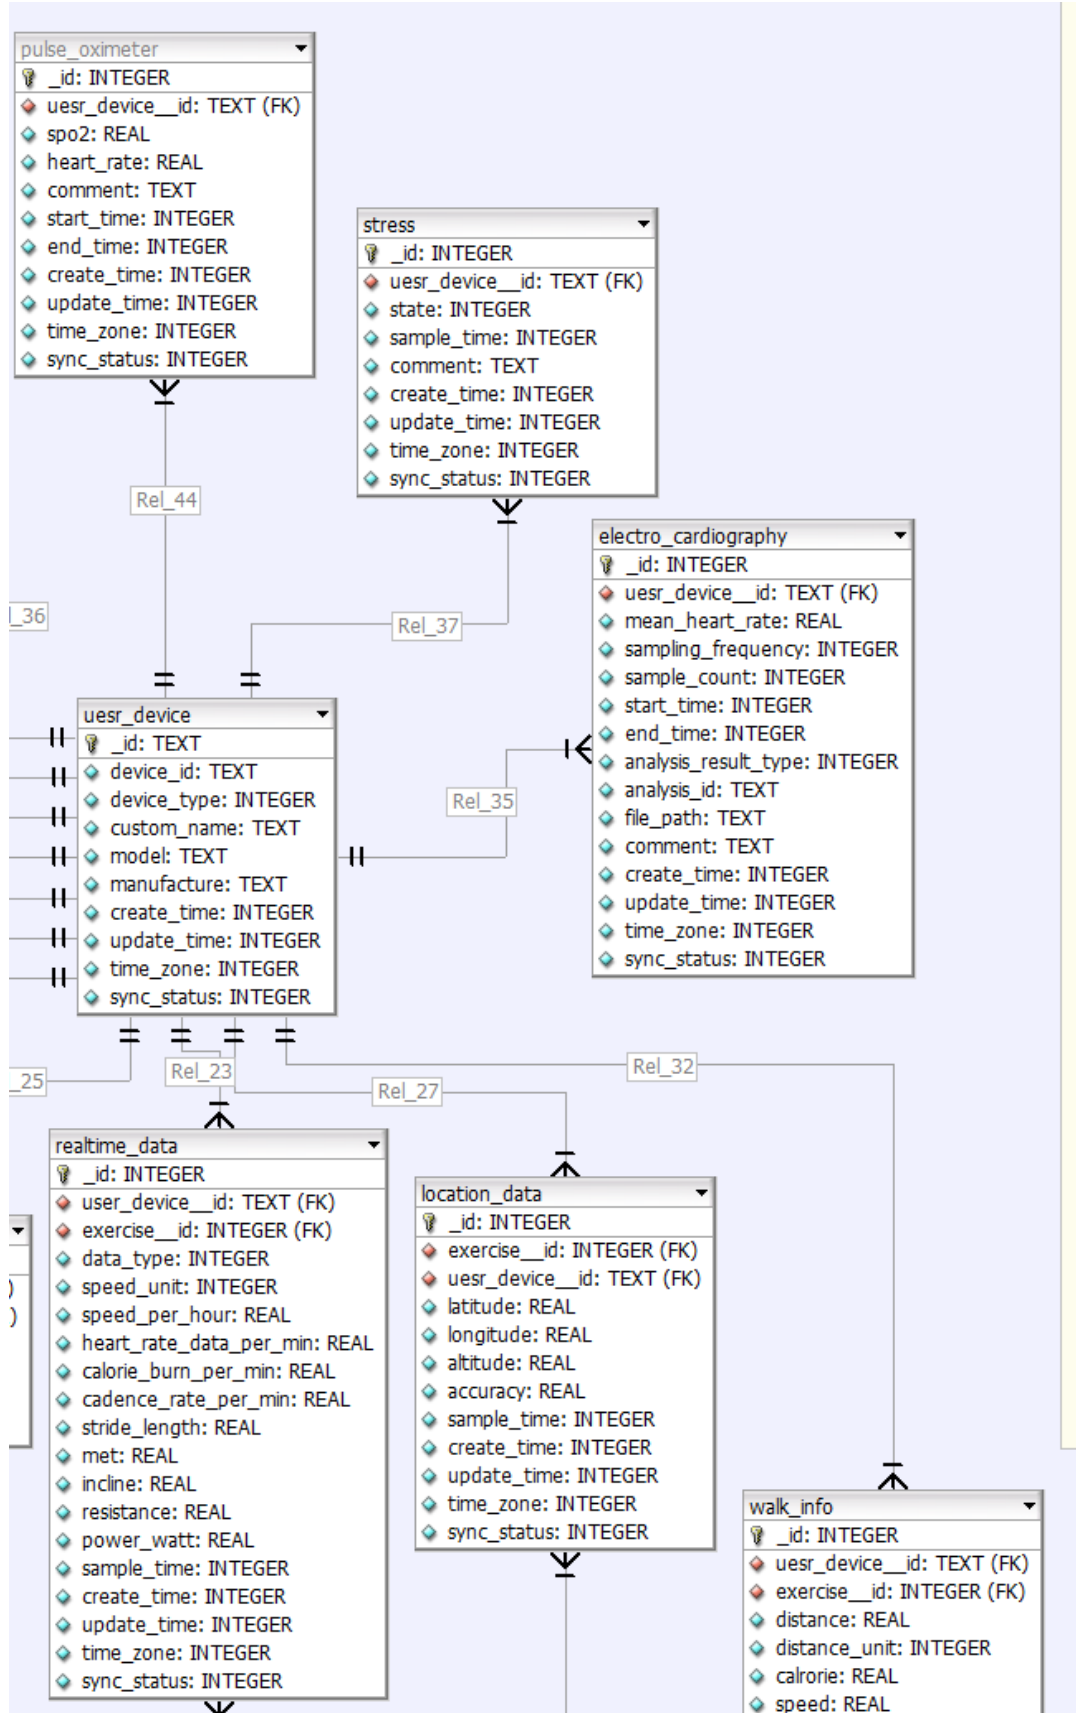 pulse_oximeter
_id: INTEGER
uesr_device__id: TEXT (FK)
spo2: REAL
heart_rate: REAL
comment: TEXT
start_time: INTEGER
end_time: INTEGER
create_time: INTEGER
update_time: INTEGER
time_zone: INTEGER
sync_status: INTEGER
stress
_id: INTEGER
uesr_device__id: TEXT (FK)
state: INTEGER
sample_time: INTEGER
comment: TEXT
create_time: INTEGER
update_time: INTEGER
time_zone: INTEGER
sync_status: INTEGER
Rel_44
electro_cardiography
_id: INTEGER
uesr_device__id: TEXT (FK)
mean_heart_rate: REAL
sampling_frequency: INTEGER
sample_count: INTEGER
start_time: INTEGER
end_time: INTEGER
analysis_result_type: INTEGER
analysis_id: TEXT
file_path: TEXT
comment: TEXT
create_time: INTEGER
update_time: INTEGER
time_zone: INTEGER
sync_status: INTEGER
_36
Rel_37
uesr_device
_id: TEXT
device_id: TEXT
device_type: INTEGER
custom_name: TEXT
model: TEXT
manufacture: TEXT
create_time: INTEGER
update_time: INTEGER
time_zone: INTEGER
sync_status: INTEGER
Rel_35
_25
Rel_23
Rel_27
Rel_32
realtime_data
_id: INTEGER
user_device__id: TEXT (FK)
exercise__id: INTEGER (FK)
data_type: INTEGER
speed_unit: INTEGER
speed_per_hour: REAL
heart_rate_data_per_min: REAL
calorie_burn_per_min: REAL
cadence_rate_per_min: REAL
stride_length: REAL
met: REAL
incline: REAL
resistance: REAL
power_watt: REAL
sample_time: INTEGER
create_time: INTEGER
update_time: INTEGER
time_zone: INTEGER
sync_status: INTEGER
)
)
location_data
_id: INTEGER
exercise__id: INTEGER (FK)
uesr_device__id: TEXT (FK)
latitude: REAL
longitude: REAL
altitude: REAL
accuracy: REAL
sample_time: INTEGER
create_time: INTEGER
update_time: INTEGER
time_zone: INTEGER
sync_status: INTEGER
walk_info
_id: INTEGER
uesr_device__id: TEXT (FK)
exercise__id: INTEGER (FK)
distance: REAL
distance_unit: INTEGER
calrorie: REAL
speed: REAL